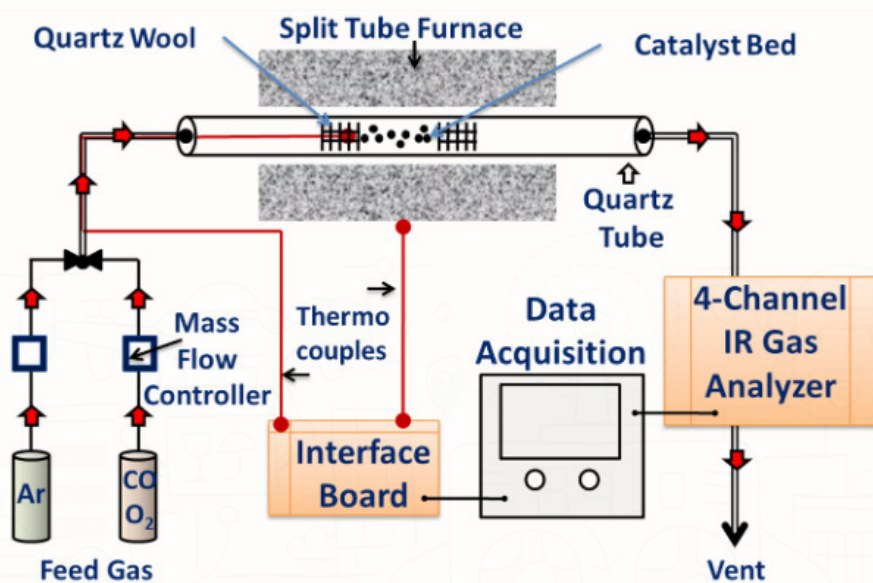 Quartz Wool
Split Tube Furnace
Catalyst Bed
Quartz
Tube
Mass
Flow
Controller
Thermo
couples
Data
Acquisition
4-Channel
IR Gas
Analyzer
Interface
Board
Ar
CO
O₂
Feed Gas
Vent